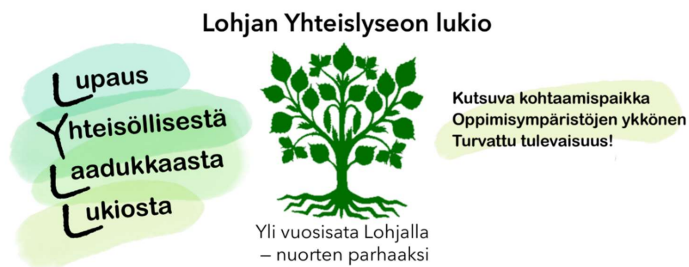 Lohjan Yhteislyseon lukio
Lupaus
Yhteisöllisestä
Laadukkaasta
Lukiosta
Yli vuosisata Lohjalla
– nuorten parhaaksi
Kutsuva kohtaamispaikka
Oppimisympäristöjen ykkönen
Turvattu tulevaisuus!